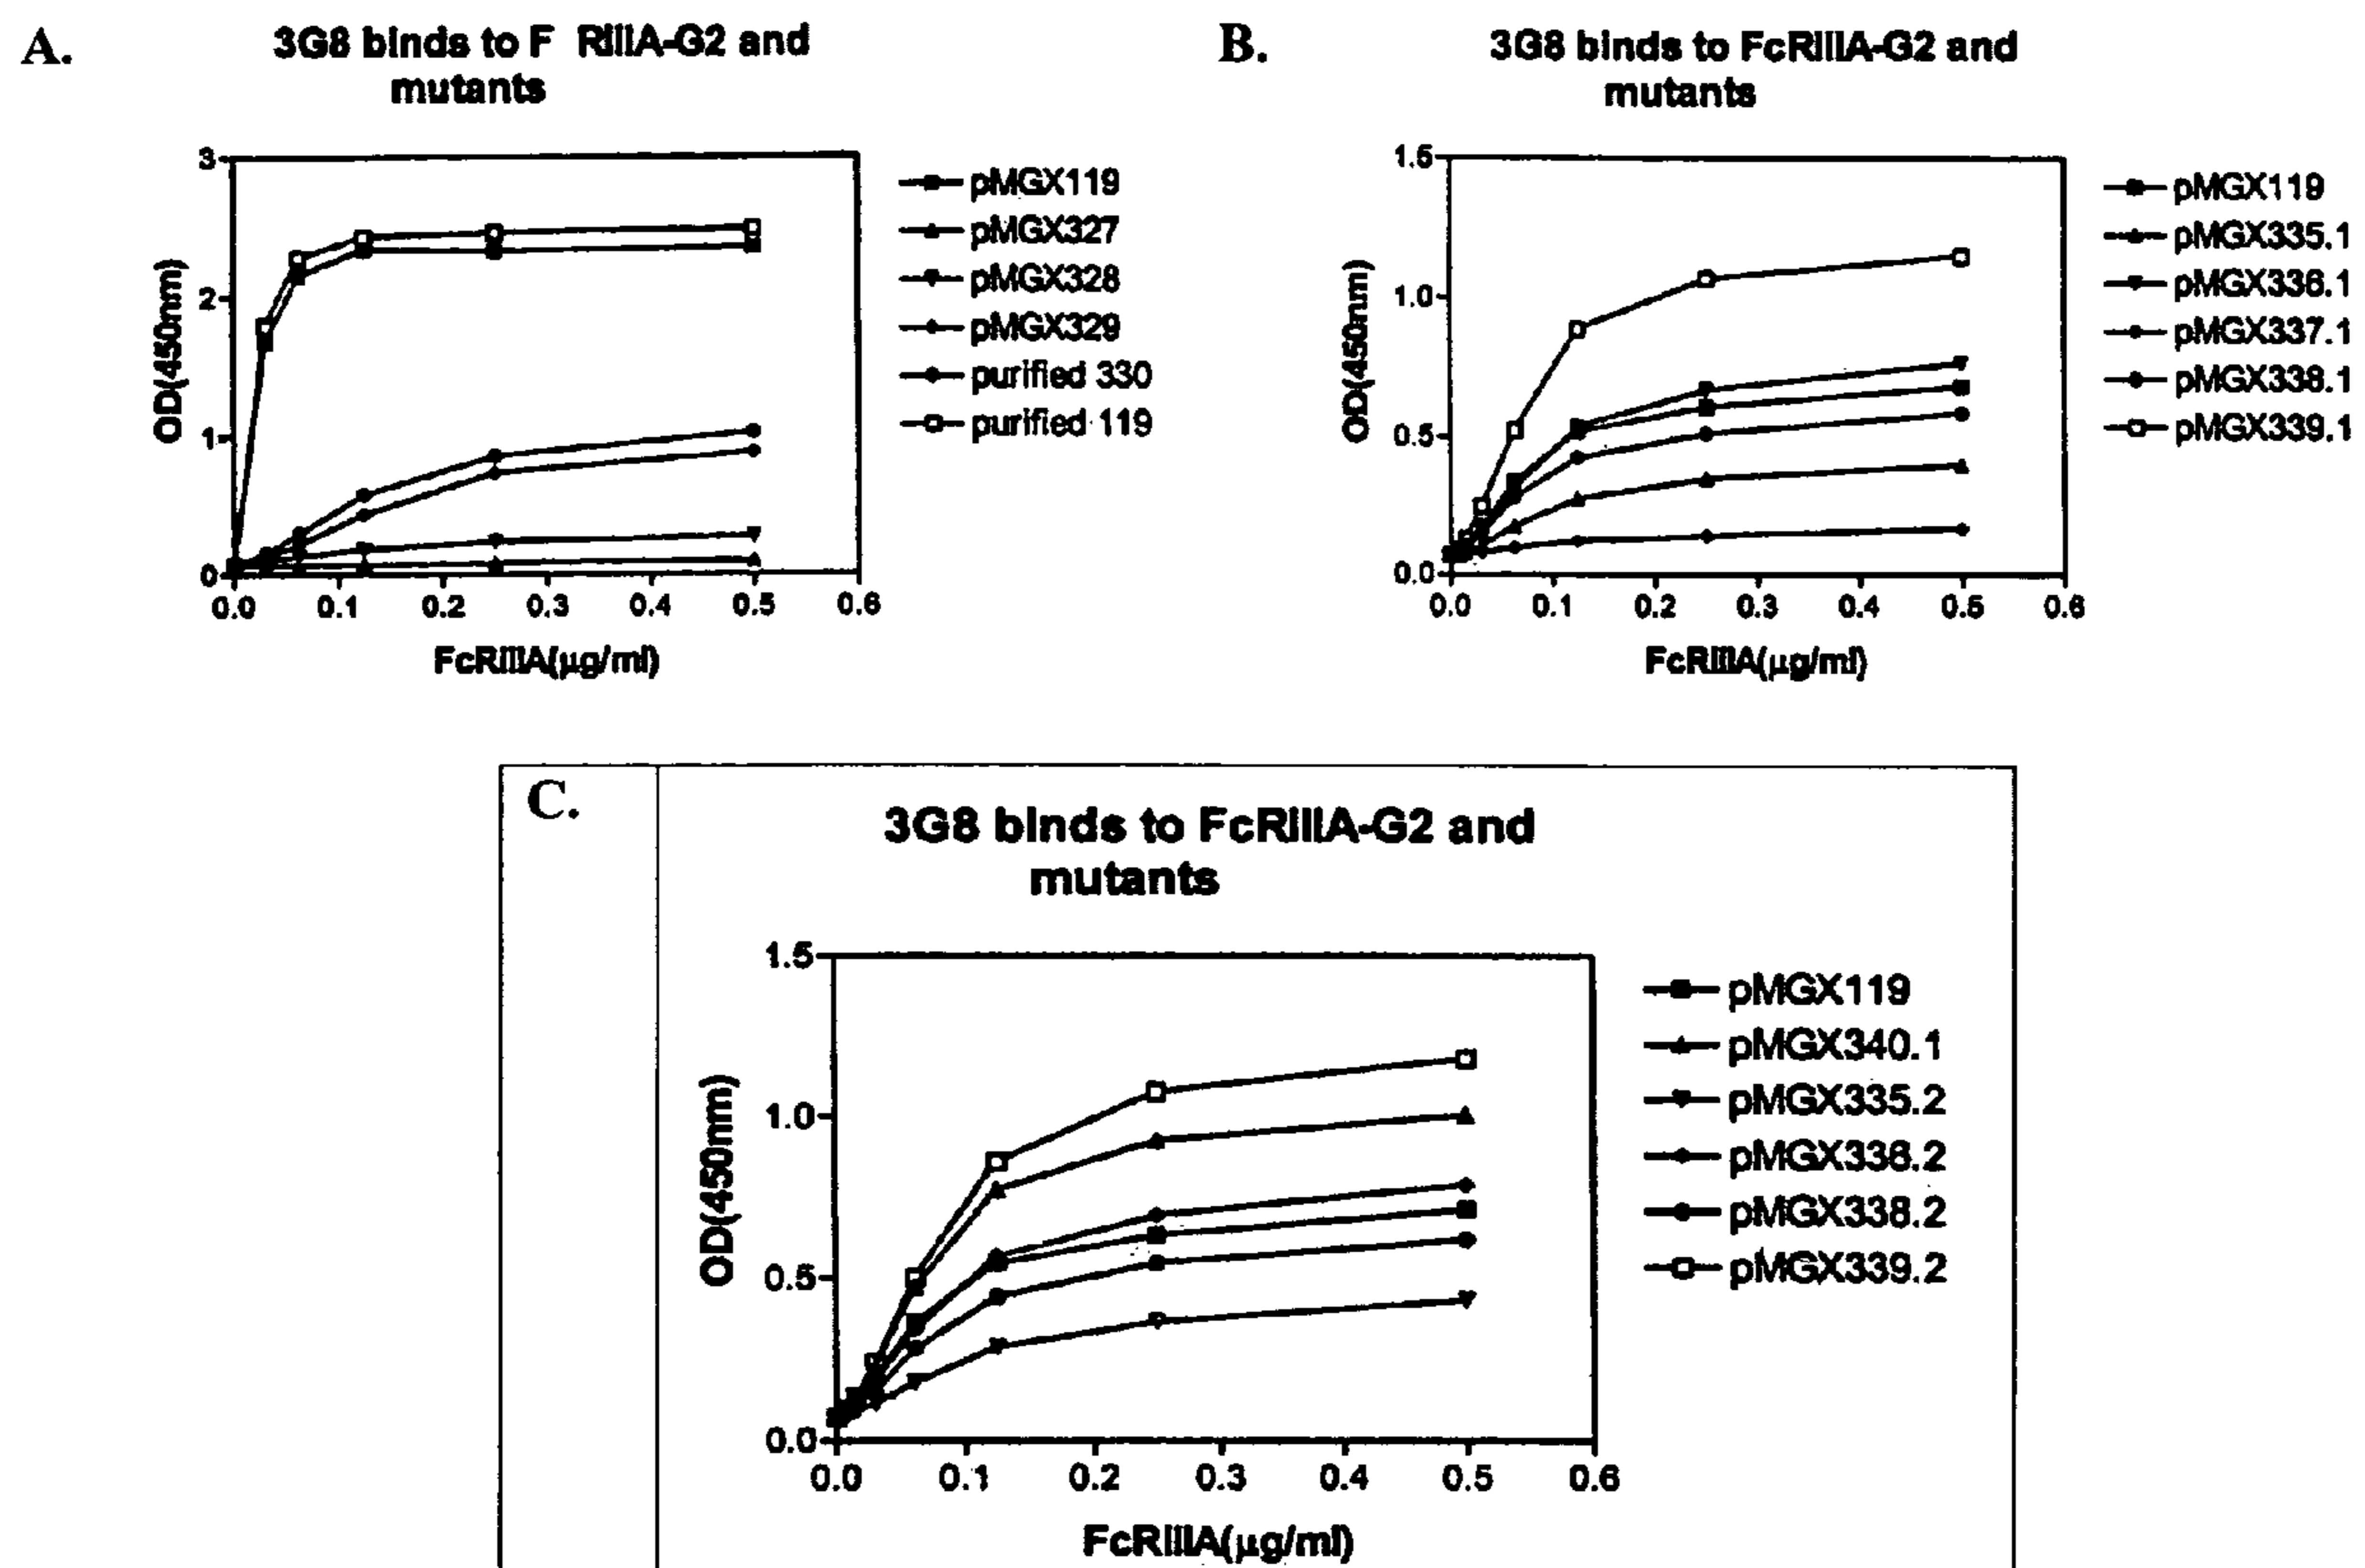 A.
3G8 binds to F RIIIA-G2 and
mutants
3
2
1
0
OD(450nm)
0.0 0.1 0.2 0.3 0.4 0.5 0.6
FcRIIIA(µg/ml)
pMGX119
pMGX327
pMGX328
pMGX329
purified 330
purified 119
B.
3G8 binds to FcRIIIA-G2 and
mutants
1.5
1.0
0.5
0.0
OD(450nm)
0.0 0.1 0.2 0.3 0.4 0.5 0.6
FcRIIIA(µg/ml)
pMGX119
pMGX335.1
pMGX336.1
pMGX337.1
pMGX338.1
pMGX339.1
C.
3G8 binds to FcRIIIA-G2 and
mutants
1.5
1.0
0.5
0.0
OD(450nm)
0.0 0.1 0.2 0.3 0.4 0.5 0.6
FcRIIIA(µg/ml)
pMGX119
pMGX340.1
pMGX335.2
pMGX336.2
pMGX338.2
pMGX339.2